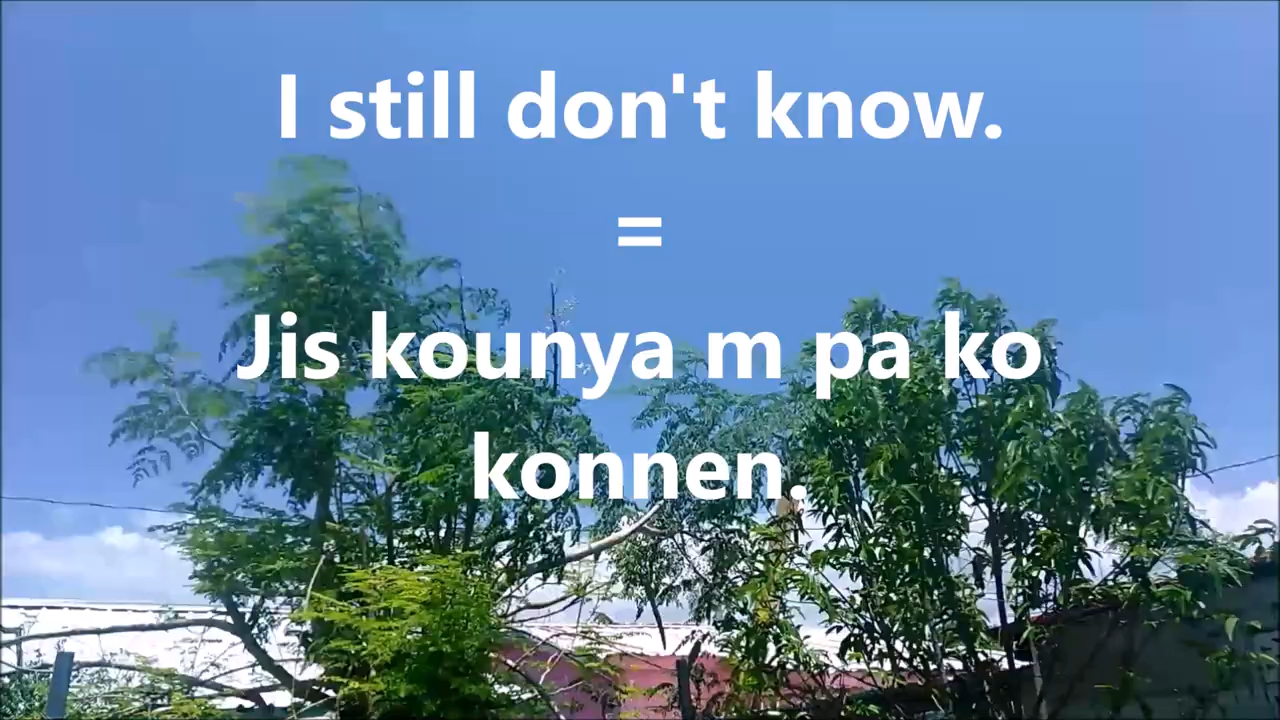 I still don't know.
=
Jis kounya m pa ko
konnen.